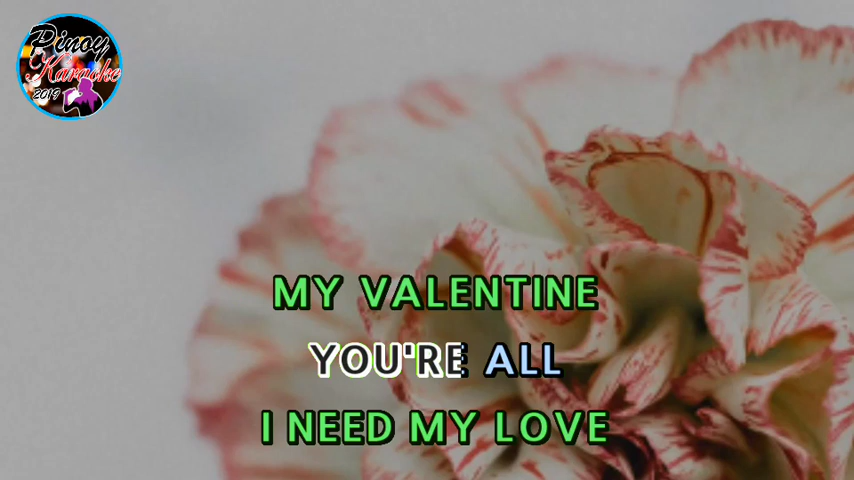 Pinoy
Karaoke
2019
MY VALENTINE
YOU'RE ALL
I NEED MY LOVE